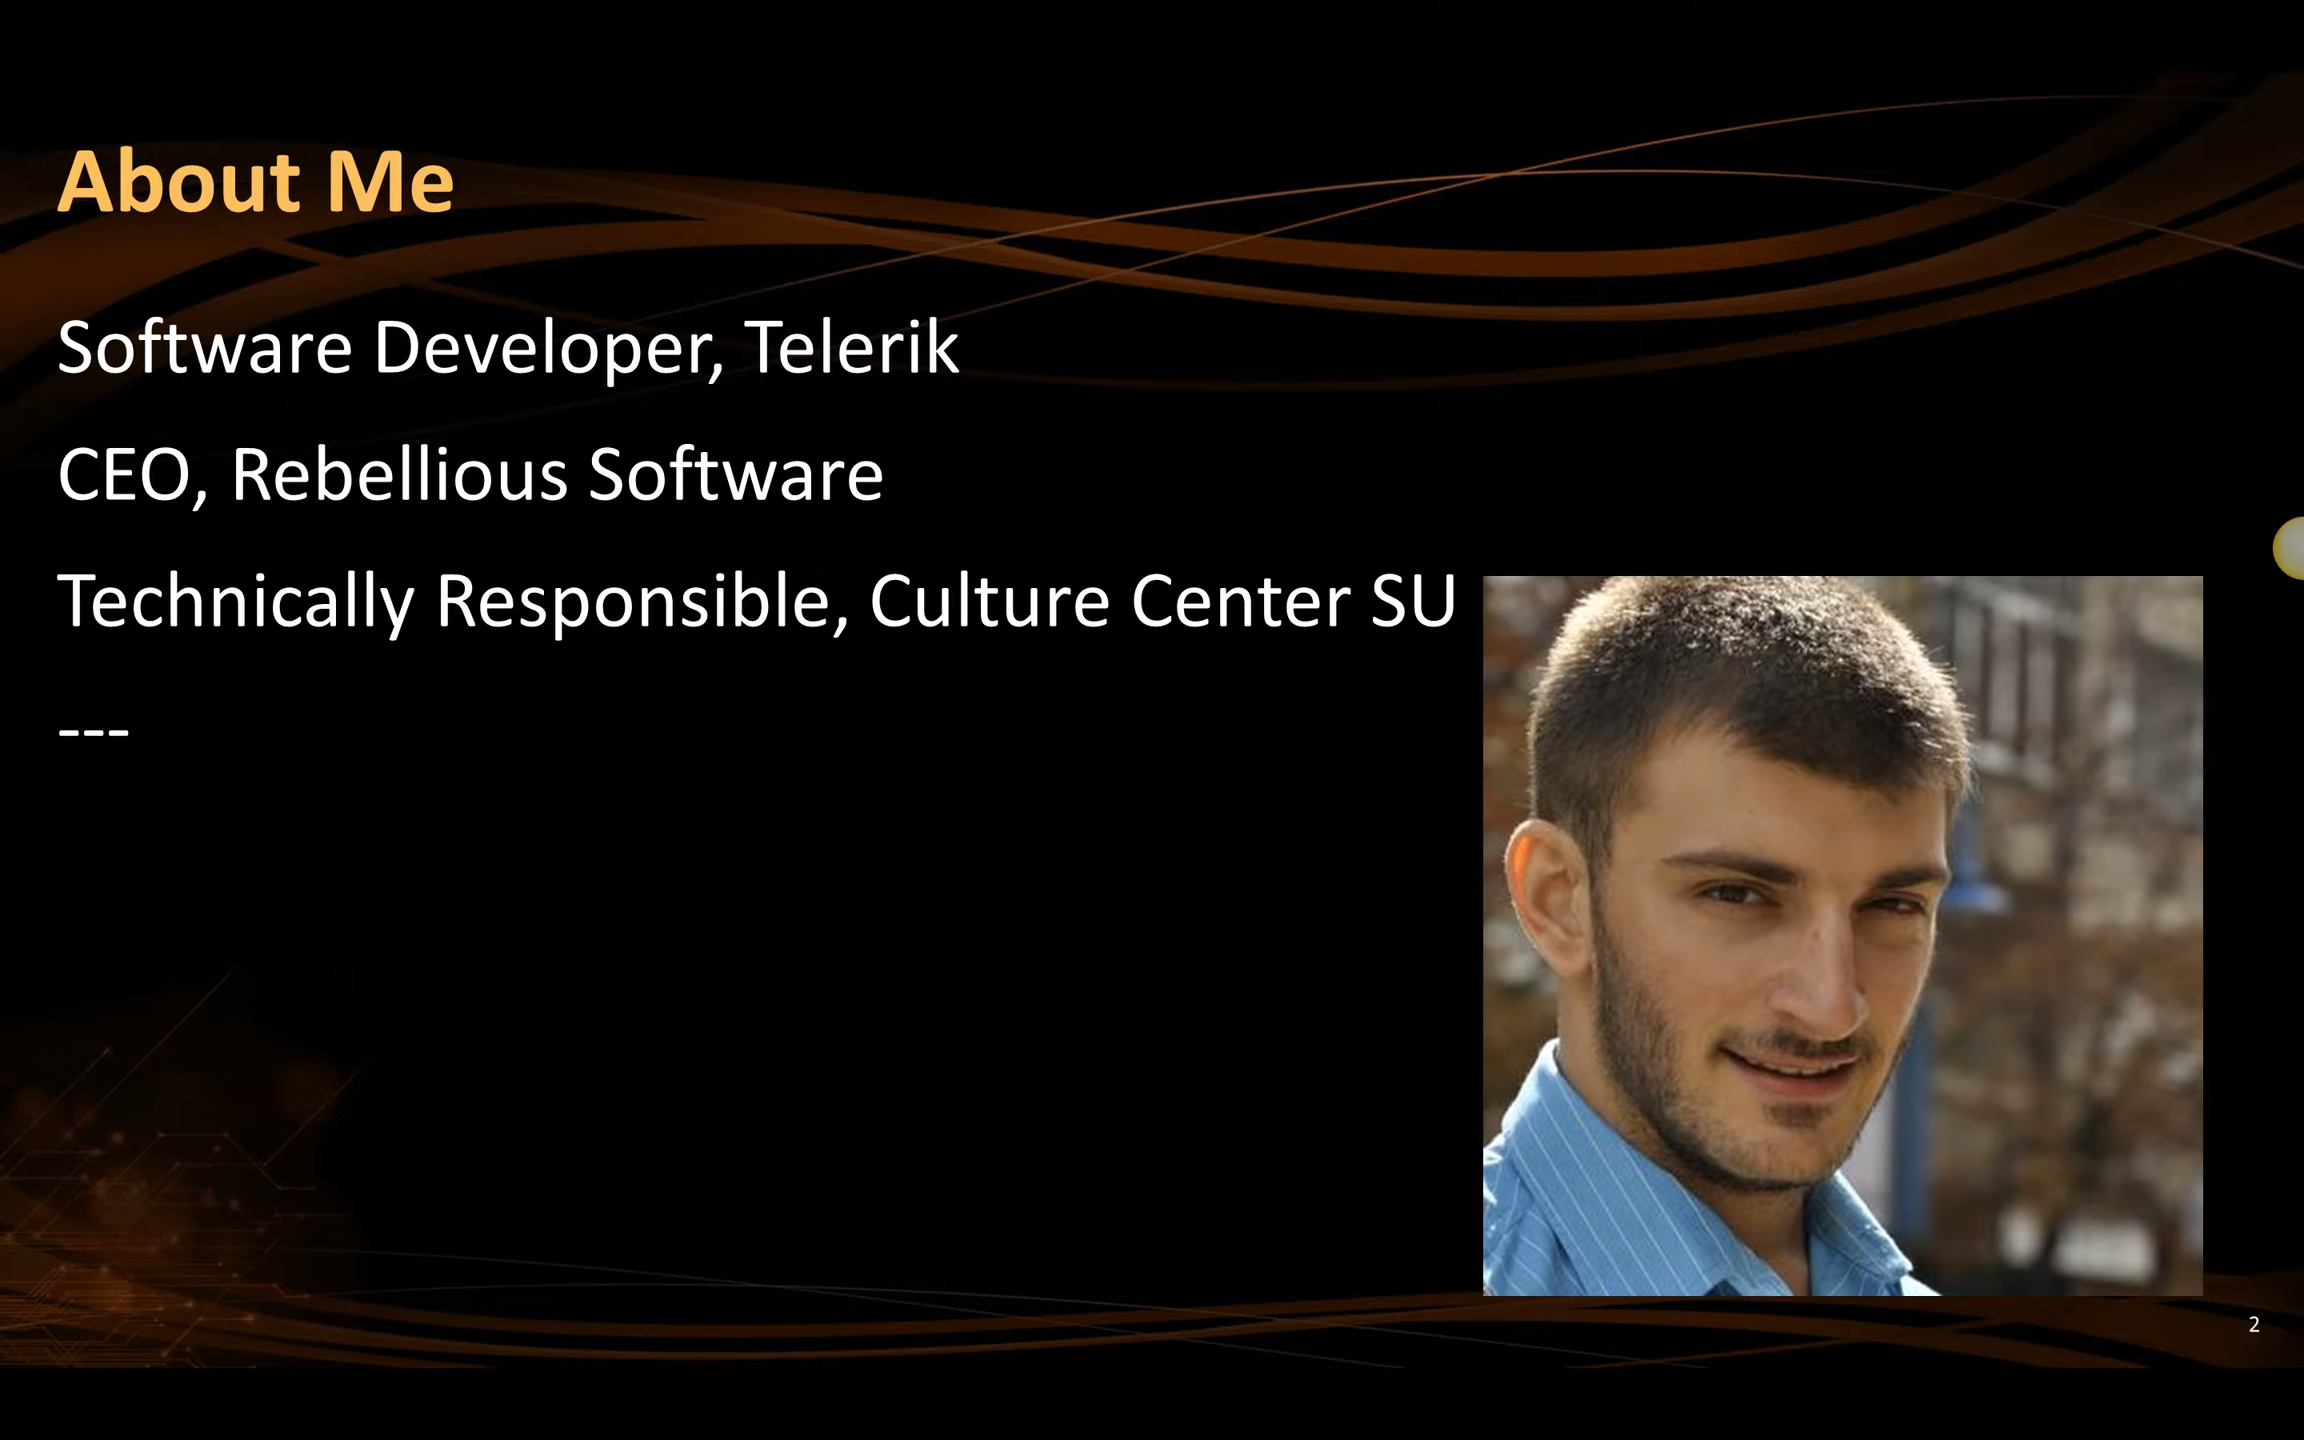 About Me
Software Developer, Telerik
CEO, Rebellious Software
Technically Responsible, Culture Center SU
---
2